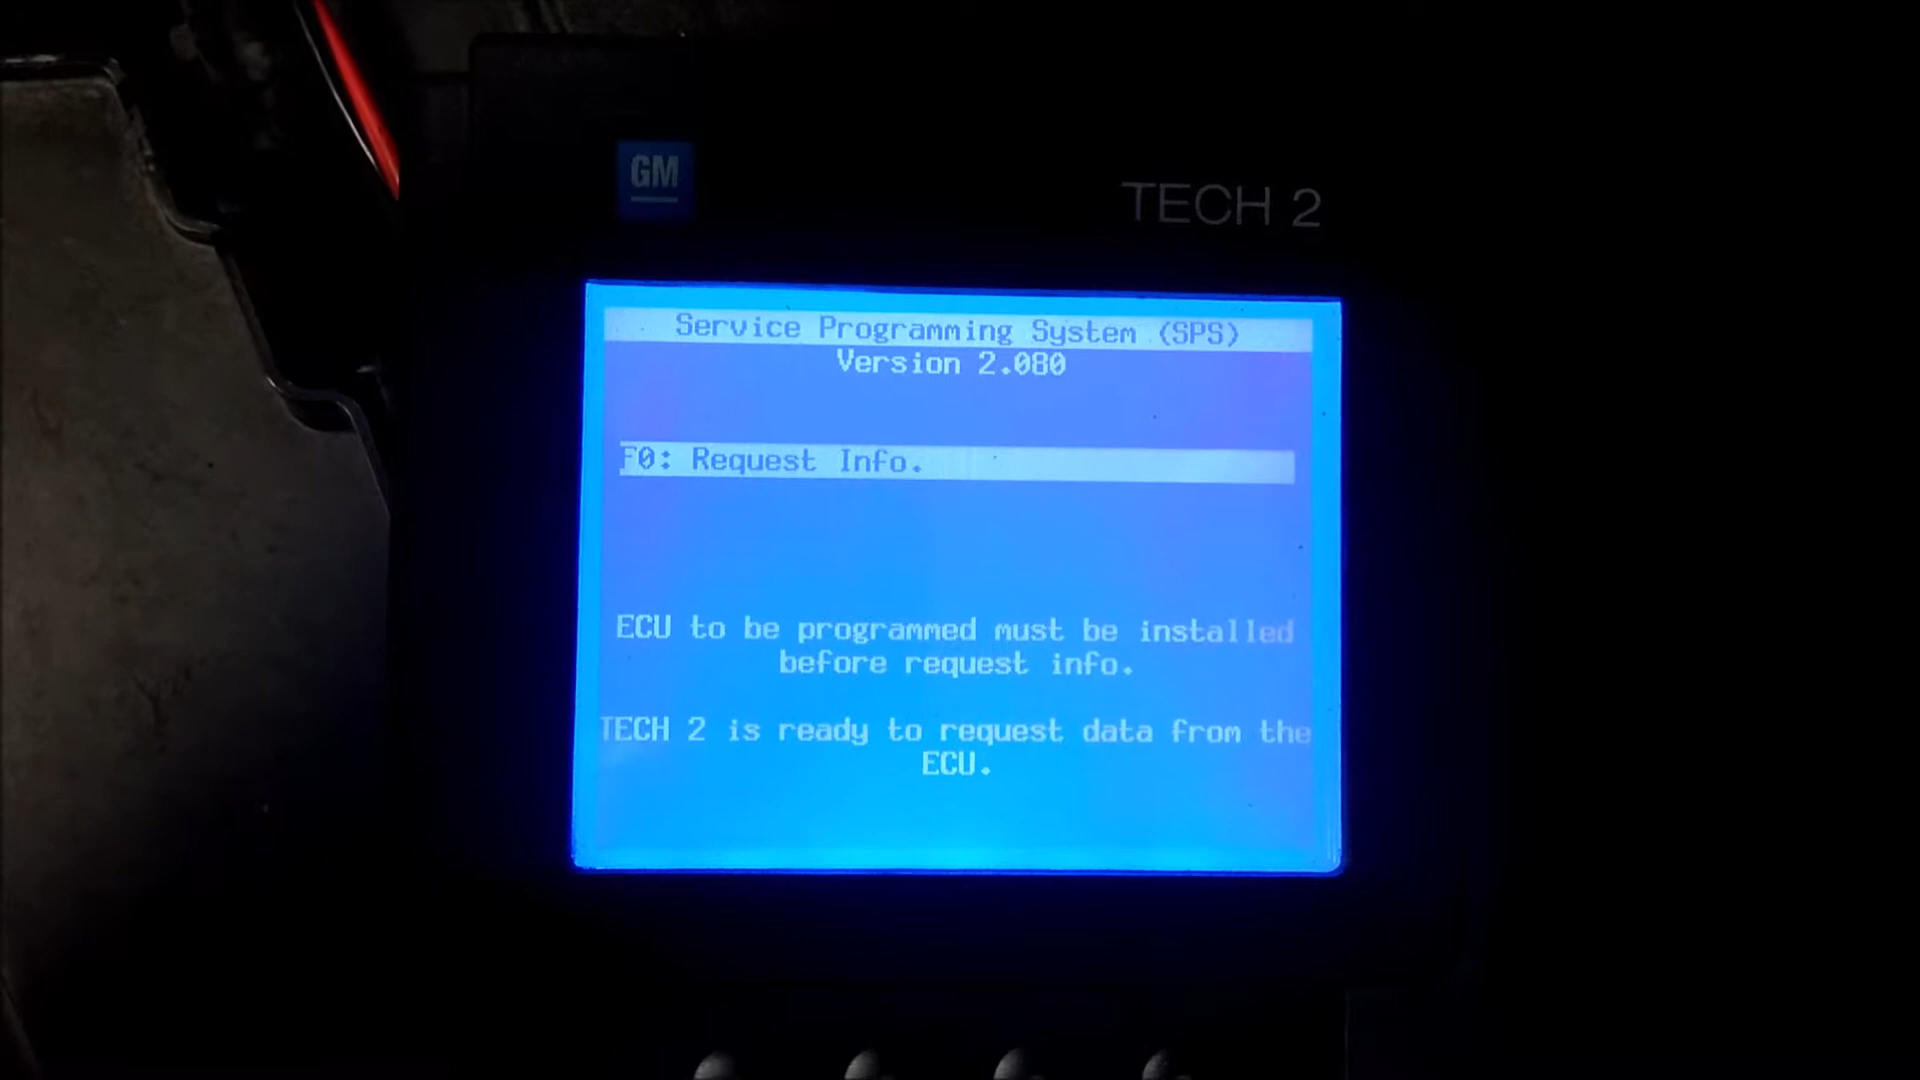 GM
TECH 2
Service Programming System (SPS)
Version 2.080
F0: Request Info.
ECU to be programmed must be installed
before request info.
TECH 2 is ready to request data from the
ECU.